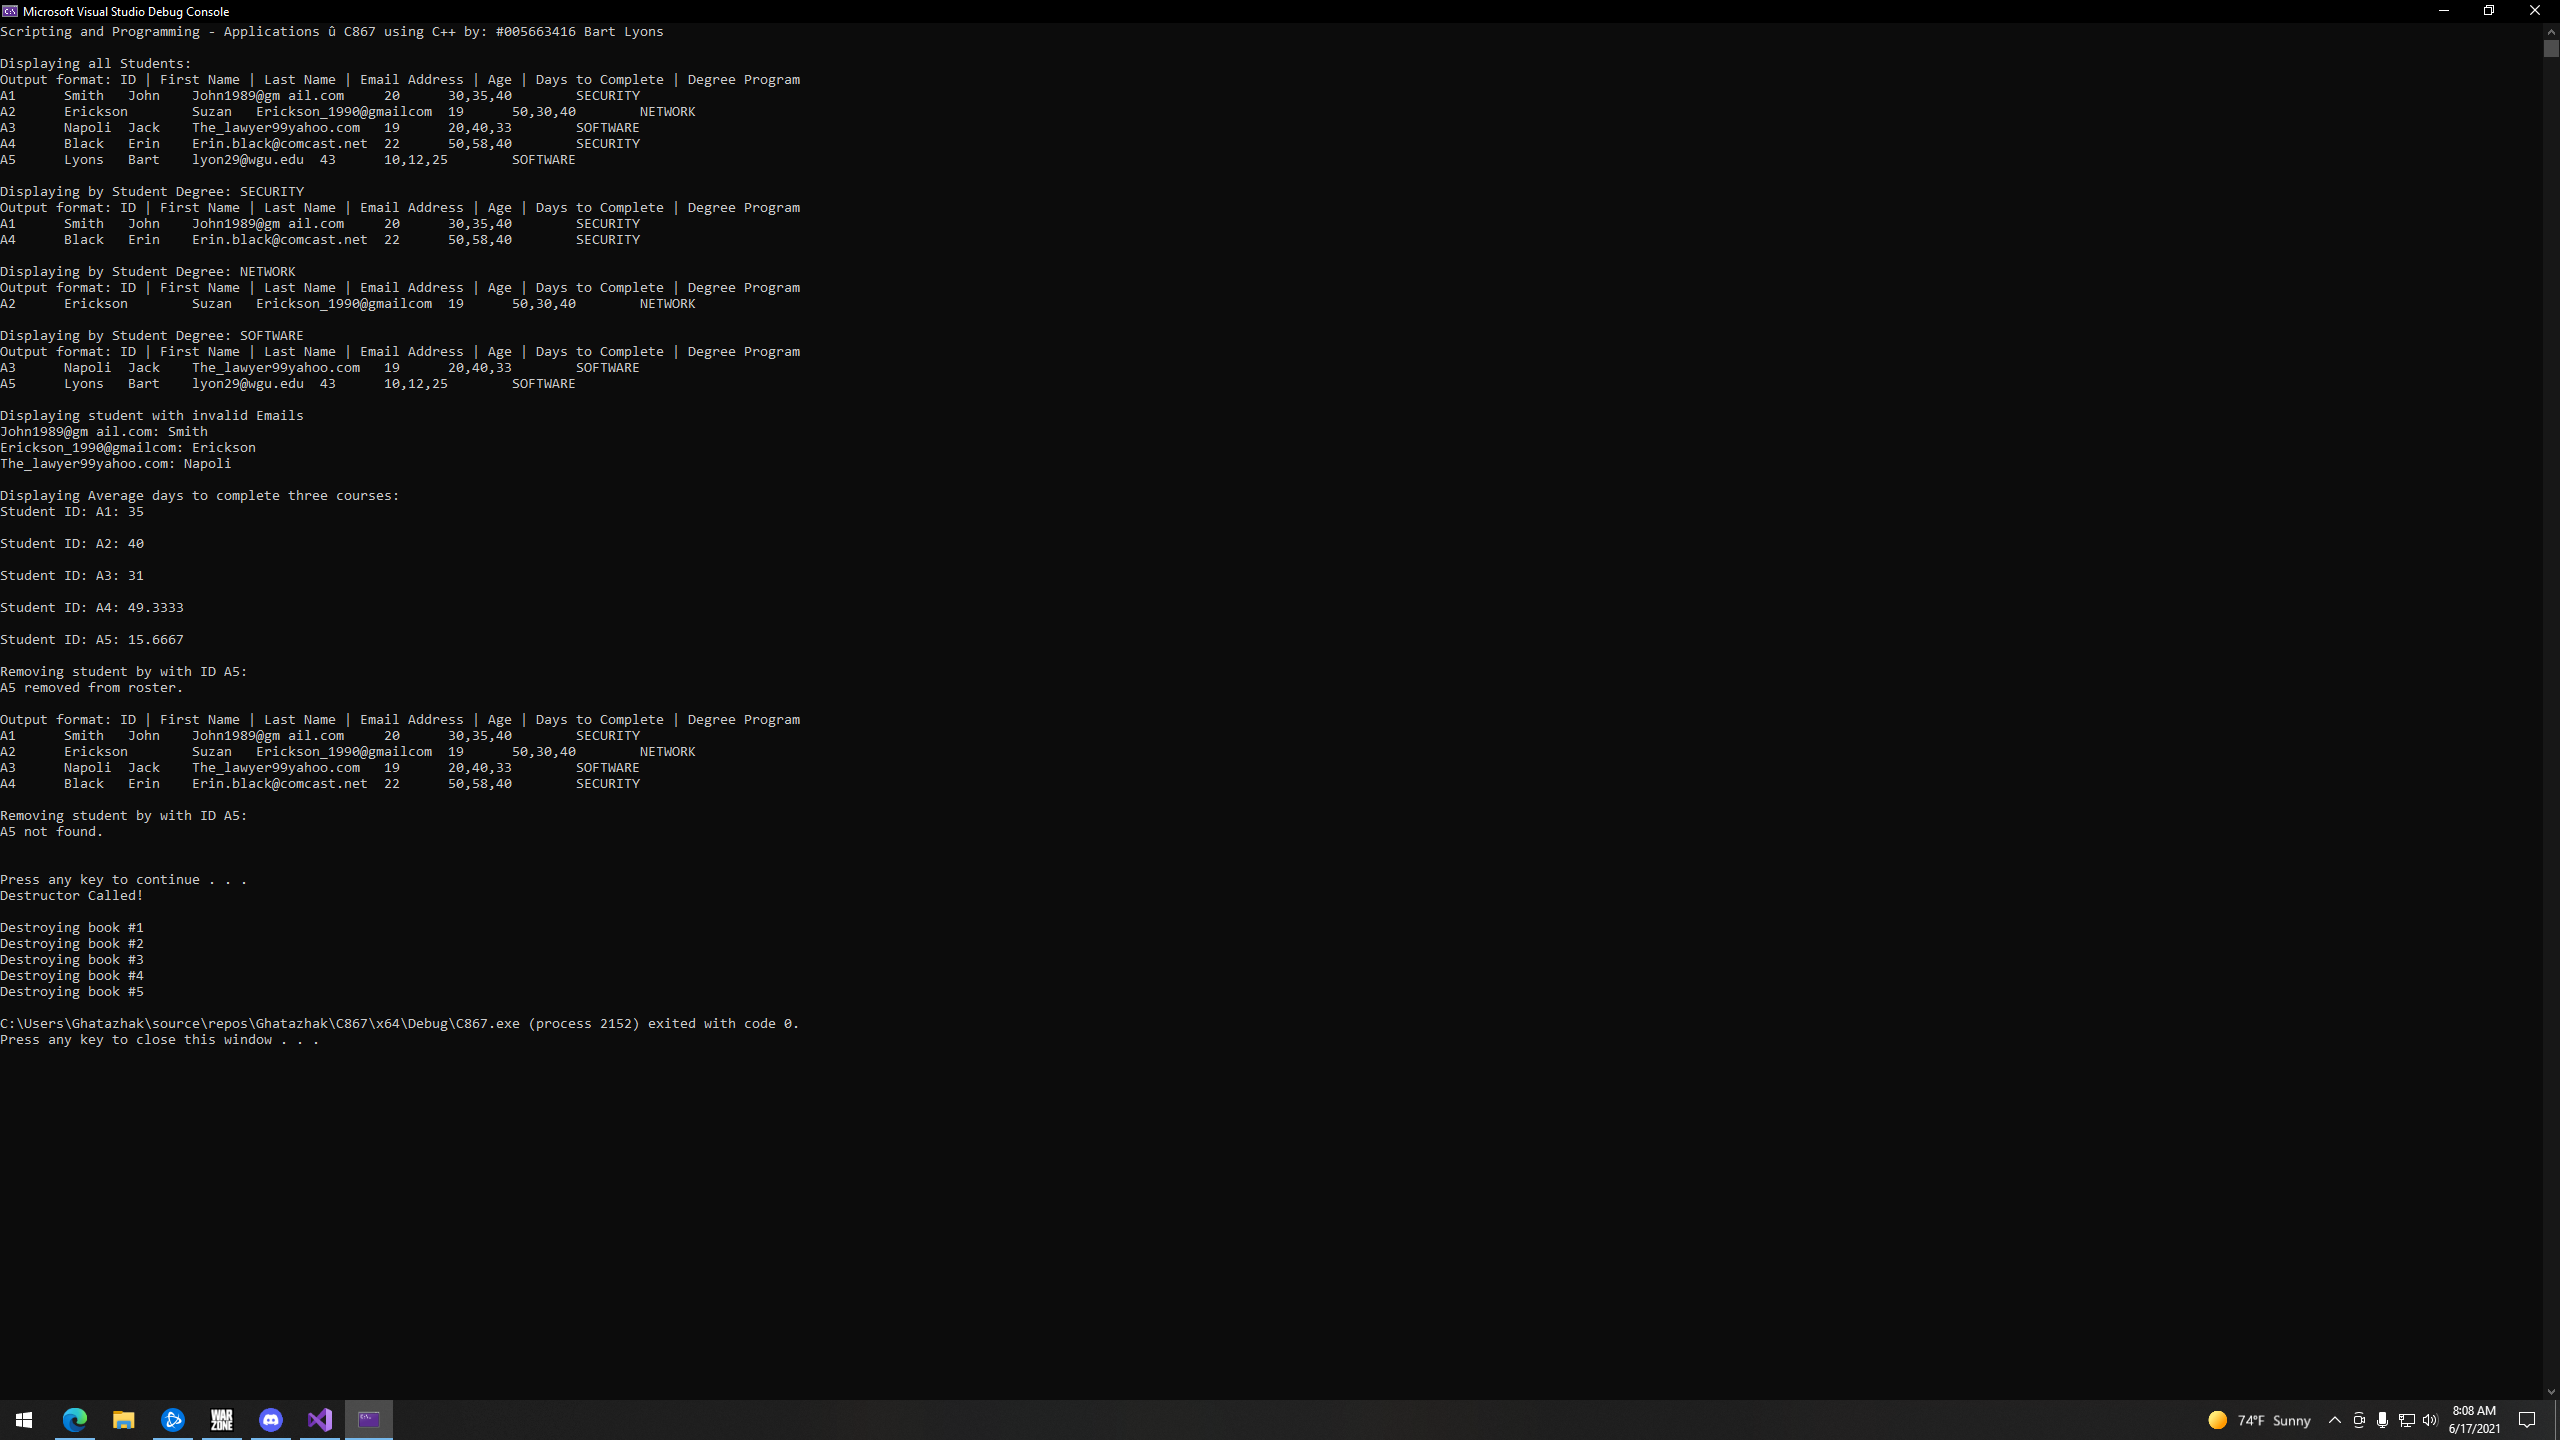 Microsoft Visual Studio Debug Console
Scripting and Programming - Applications û C867 using C++ by: #005663416 Bart Lyons
Displaying all Students:
Output format: ID | First Name | Last Name | Email Address | Age | Days to Complete | Degree Program
A1 Smith John John1989@gm ail.com 20 30,35,40 SECURITY
A2 Erickson Suzan Erickson_1990@gmailcom 19 50,30,40 NETWORK
A3 Napoli Jack The_lawyer99yahoo.com 19 20,40,33 SOFTWARE
A4 Black Erin Erin.black@comcast.net 22 50,58,40 SECURITY
A5 Lyons Bart lyon29@wgu.edu 43 10,12,25 SOFTWARE
Displaying by Student Degree: SECURITY
Output format: ID | First Name | Last Name | Email Address | Age | Days to Complete | Degree Program
A1 Smith John John1989@gm ail.com 20 30,35,40 SECURITY
A4 Black Erin Erin.black@comcast.net 22 50,58,40 SECURITY
Displaying by Student Degree: NETWORK
Output format: ID | First Name | Last Name | Email Address | Age | Days to Complete | Degree Program
A2 Erickson Suzan Erickson_1990@gmailcom 19 50,30,40 NETWORK
Displaying by Student Degree: SOFTWARE
Output format: ID | First Name | Last Name | Email Address | Age | Days to Complete | Degree Program
A3 Napoli Jack The_lawyer99yahoo.com 19 20,40,33 SOFTWARE
A5 Lyons Bart lyon29@wgu.edu 43 10,12,25 SOFTWARE
Displaying student with invalid Emails
John1989@gm ail.com: Smith
Erickson_1990@gmailcom: Erickson
The_lawyer99yahoo.com: Napoli
Displaying Average days to complete three courses:
Student ID: A1: 35
Student ID: A2: 40
Student ID: A3: 31
Student ID: A4: 49.3333
Student ID: A5: 15.6667
Removing student by with ID A5:
A5 removed from roster.
Output format: ID | First Name | Last Name | Email Address | Age | Days to Complete | Degree Program
A1 Smith John John1989@gm ail.com 20 30,35,40 SECURITY
A2 Erickson Suzan Erickson_1990@gmailcom 19 50,30,40 NETWORK
A3 Napoli Jack The_lawyer99yahoo.com 19 20,40,33 SOFTWARE
A4 Black Erin Erin.black@comcast.net 22 50,58,40 SECURITY
Removing student by with ID A5:
A5 not found.
Press any key to continue . . .
Destructor Called!
Destroying book #1
Destroying book #2
Destroying book #3
Destroying book #4
Destroying book #5
C:\Users\Ghatazhak\source\repos\Ghatazhak\C867\x64\Debug\C867.exe (process 2152) exited with code 0.
Press any key to close this window . . .
WAR
ZONE
74°F Sunny
8:08 AM
6/17/2021